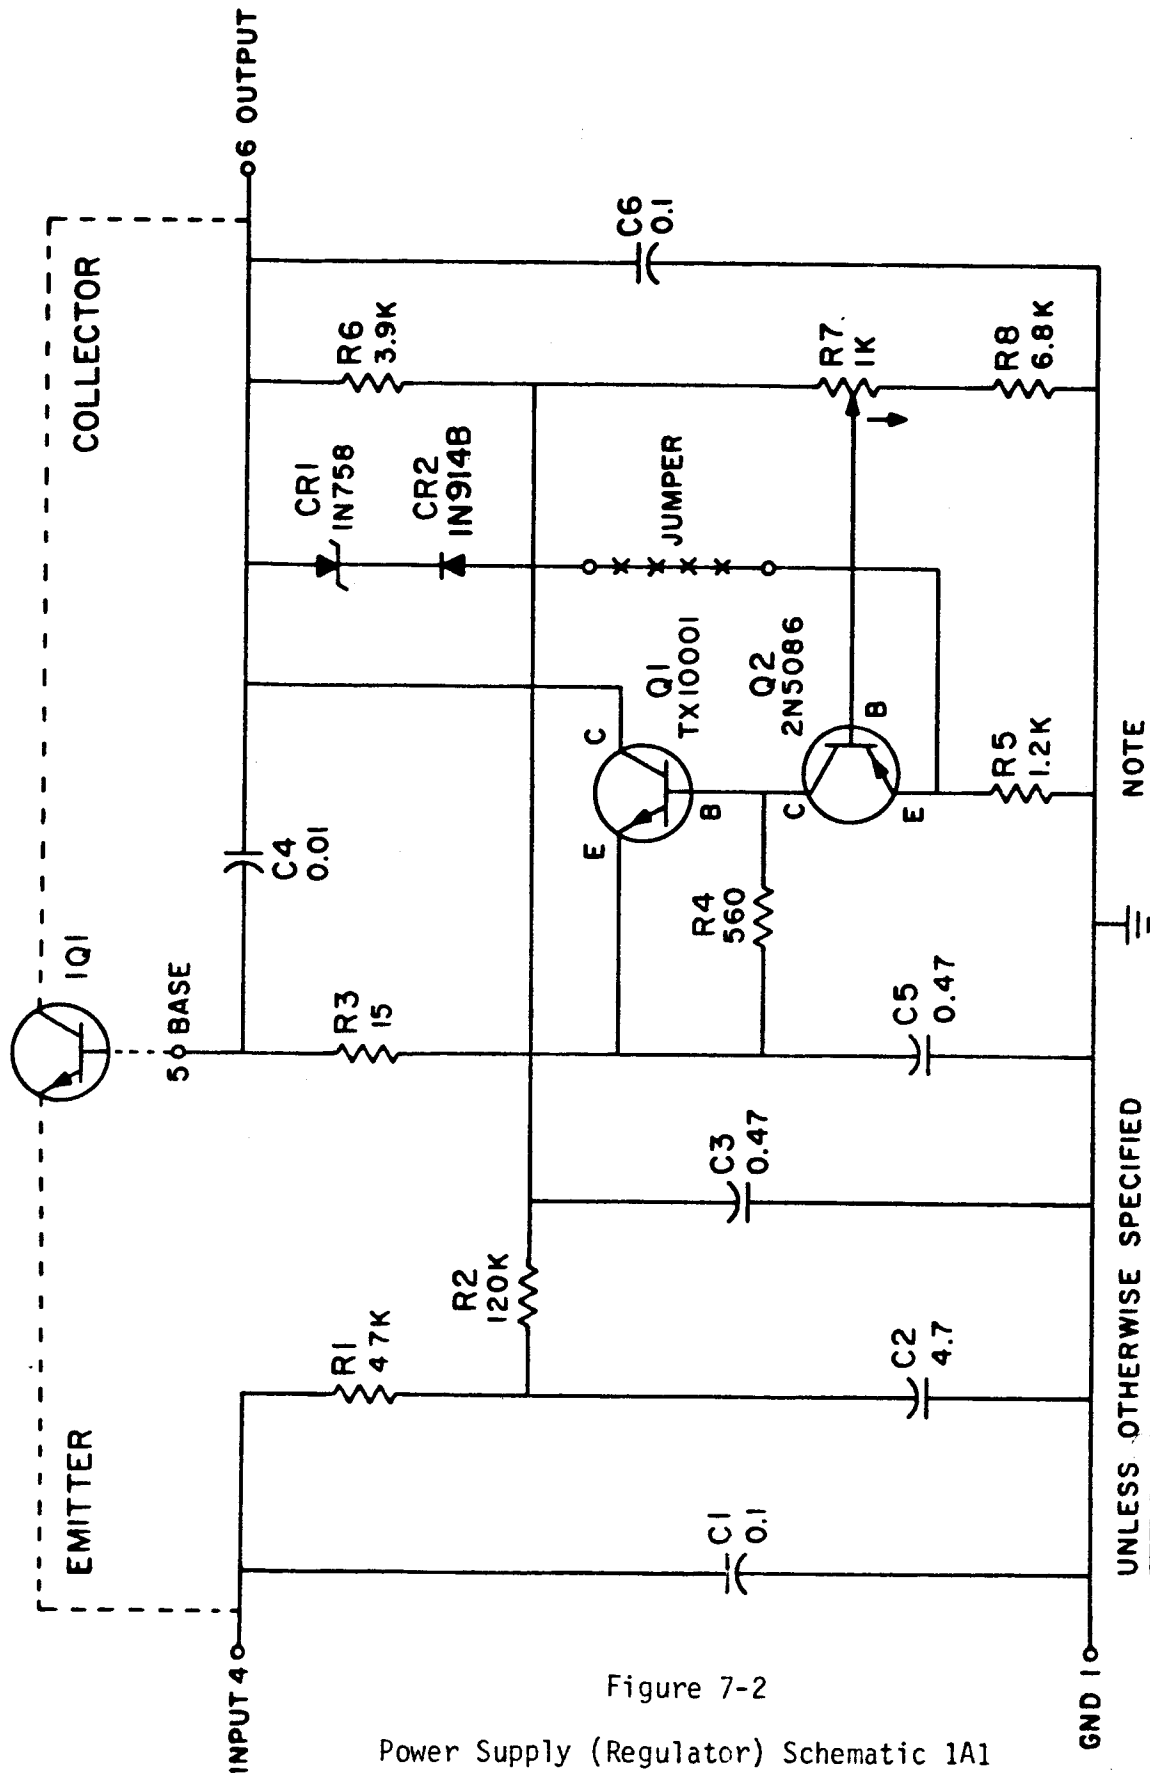 1Q1
EMITTER
COLLECTOR
INPUT 4
5 BASE
6 OUTPUT
R1
47K
R3
15
C4
0.01
CR1
1N758
CR2
1N914B
R6
3.9K
R2
120K
JUMPER
C1
0.1
C3
0.47
E
C
B
Q1
TX10001
R4
560
Q2
2N5086
C
B
E
C6
0.1
R7
1K
C2
4.7
C5
0.47
R5
1.2K
R8
6.8K
GND 1
NOTE
UNLESS OTHERWISE SPECIFIED
Figure 7-2
Power Supply (Regulator) Schematic 1A1